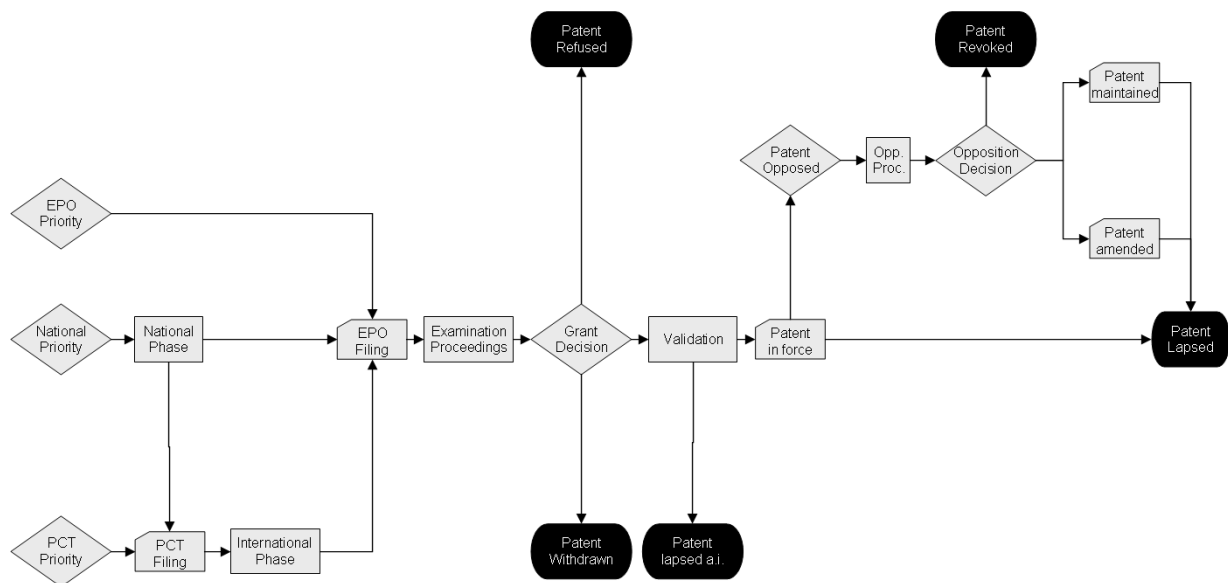 Patent
Refused
Patent
Revoked
Patent
maintained
Patent
Opposed
Opp.
Proc.
Opposition
Decision
EPO
Priority
Patent
amended
National
Priority
National
Phase
EPO
Filing
Examination
Proceedings
Grant
Decision
Validation
Patent
in force
Patent
Lapsed
PCT
Priority
PCT
Filing
International
Phase
Patent
Withdrawn
Patent
lapsed a.i.